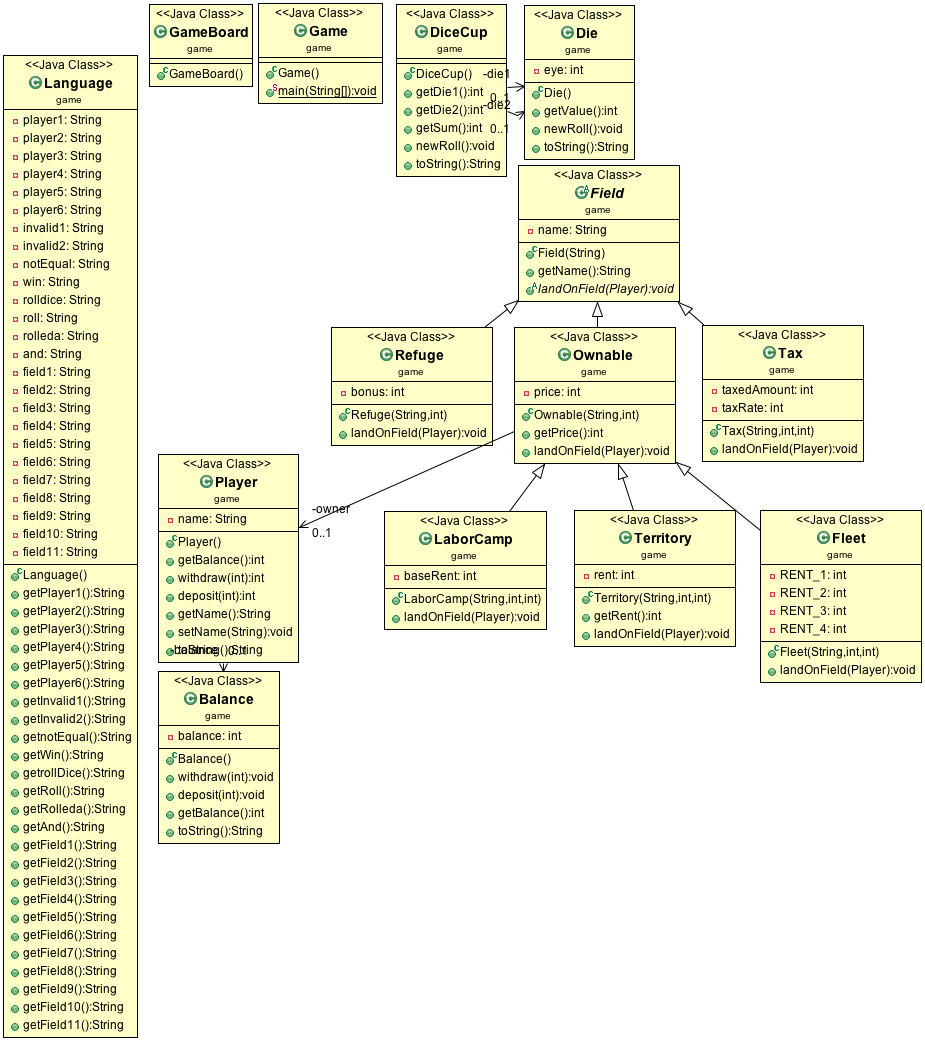 <<Java Class>>
Language
game
player1: String
player2: String
player3: String
player4: String
player5: String
player6: String
invalid1: String
invalid2: String
notEqual: String
win: String
rolldice: String
roll: String
rolleda: String
and: String
field1: String
field2: String
field3: String
field4: String
field5: String
field6: String
field7: String
field8: String
field9: String
field10: String
field11: String
Language()
getPlayer1():String
getPlayer2():String
getPlayer3():String
getPlayer4():String
getPlayer5():String
getPlayer6():String
getInvalid1():String
getInvalid2():String
getnotEqual():String
getWin():String
getrollDice():String
getRoll():String
getRolleda():String
getAnd():String
getField1():String
getField2():String
getField3():String
getField4():String
getField5():String
getField6():String
getField7():String
getField8():String
getField9():String
getField10():String
getField11():String
<<Java Class>>
GameBoard
game
GameBoard()
<<Java Class>>
Game
game
Game()
main(String[]):void
<<Java Class>>
DiceCup
game
DiceCup()
getDie1():int
getDie2():int
getSum():int
newRoll():void
toString():String
-die1
0..1
-die2
0..1
<<Java Class>>
Die
game
eye: int
Die()
getValue():int
newRoll():void
toString():String
<<Java Class>>
Field
game
name: String
Field(String)
getName():String
landOnField(Player):void
<<Java Class>>
Refuge
game
bonus: int
Refuge(String,int)
landOnField(Player):void
<<Java Class>>
Ownable
game
price: int
Ownable(String,int)
getPrice():int
landOnField(Player):void
<<Java Class>>
Tax
game
taxedAmount: int
taxRate: int
Tax(String,int,int)
landOnField(Player):void
<<Java Class>>
Player
game
name: String
Player()
getBalance():int
withdraw(int):int
deposit(int):int
getName():String
setName(String):void
toString():String
-balance
0..1
-owner
0..1
<<Java Class>>
LaborCamp
game
baseRent: int
LaborCamp(String,int,int)
landOnField(Player):void
<<Java Class>>
Territory
game
rent: int
Territory(String,int,int)
getRent():int
landOnField(Player):void
<<Java Class>>
Fleet
game
RENT_1: int
RENT_2: int
RENT_3: int
RENT_4: int
Fleet(String,int,int)
landOnField(Player):void
<<Java Class>>
Balance
game
balance: int
Balance()
withdraw(int):void
deposit(int):void
getBalance():int
toString():String